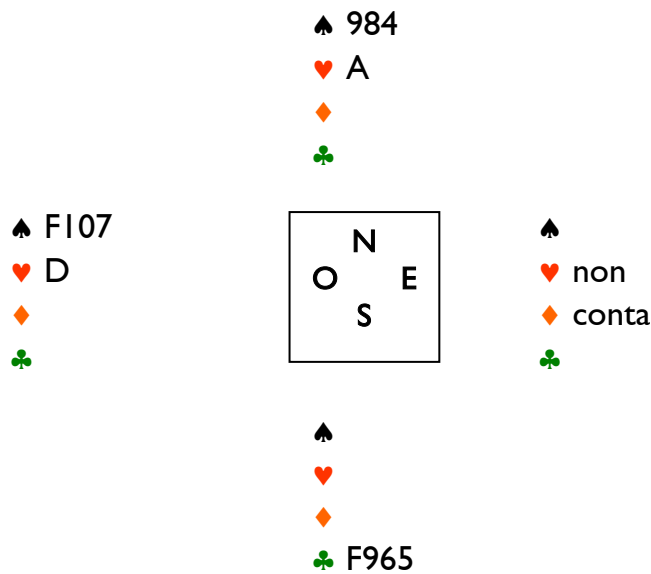 ♠ 984
♥ A
♦
♣
♠ F107
♥ D
♦
♣
N
O E
S
♠
♥ non
♦ conta
♣
♠
♥
♦
♣ F965